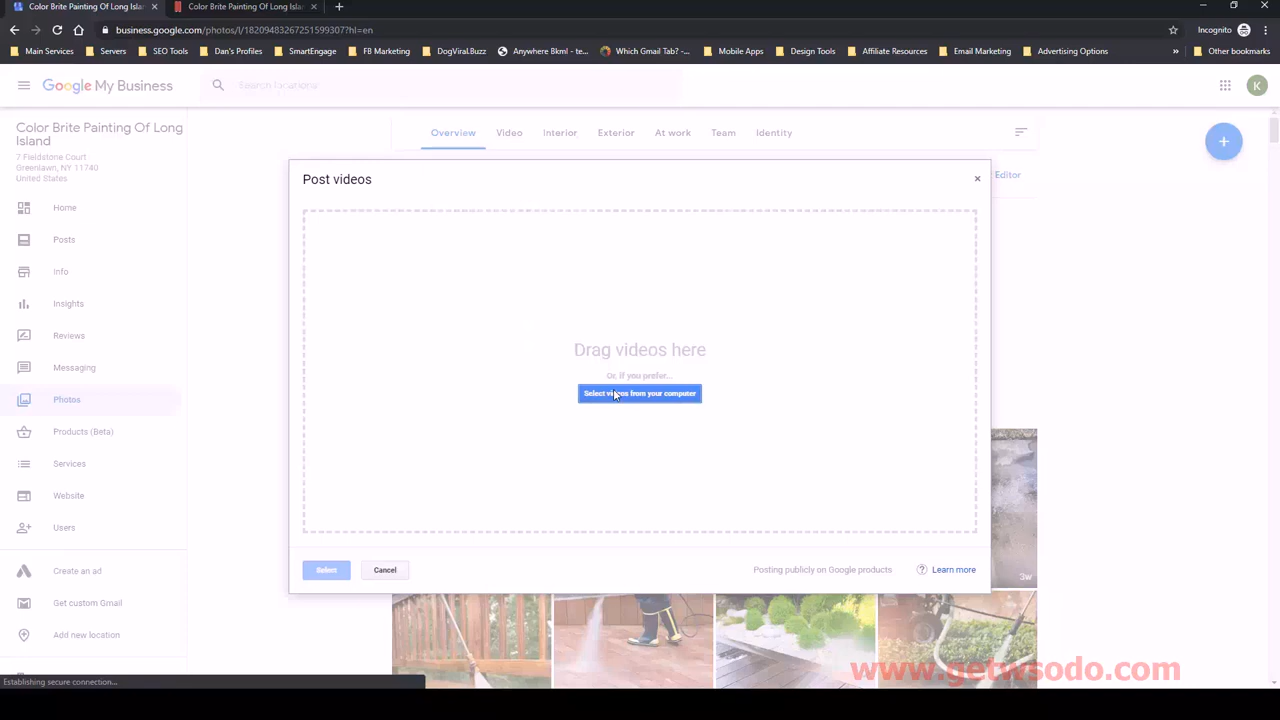 Color Brite Painting Of Long Islan
Color Brite Painting Of Long Islan
business.google.com/photos/l/18209483267251599307?hl=en
Incognito
Main Services
Servers
SEO Tools
Dan's Profiles
SmartEngage
FB Marketing
DogViral.Buzz
Anywhere Bkml - te...
Which Gmail Tab? -...
Mobile Apps
Design Tools
Affiliate Resources
Email Marketing
Advertising Options
Other bookmarks
Google My Business
Search locations
K
Color Brite Painting Of Long
Island
7 Fieldstone Court
Greenlawn, NY 11740
United States
Home
Posts
Info
Insights
Reviews
Messaging
Photos
Products (Beta)
Services
Website
Users
Create an ad
Get custom Gmail
Add new location
Overview
Video
Interior
Exterior
At work
Team
Identity
Editor
Post videos
Drag videos here
Or, if you prefer...
Select videos from your computer
Select
Cancel
Posting publicly on Google products
Learn more
3w
www.getwsodo.com
Establishing secure connection...